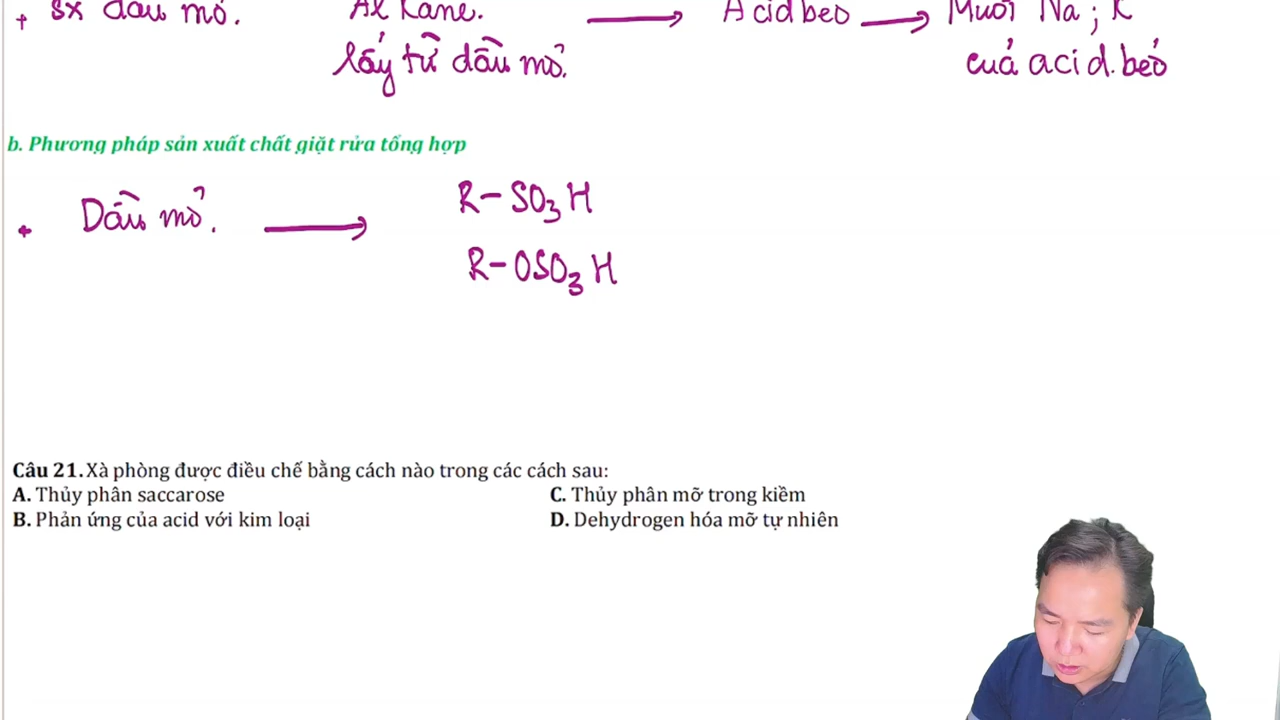 + sx dầu mỏ. Alkane. ⟶ Acid béo ⟶ Muối Na ; K
lấy từ dầu mỏ. của acid.béo
b. Phương pháp sản xuất chất giặt rửa tổng hợp
+ Dầu mỏ. ⟶ R-SO₃H
R-OSO₃H
Câu 21. Xà phòng được điều chế bằng cách nào trong các cách sau:
A. Thủy phân saccarose C. Thủy phân mỡ trong kiềm
B. Phản ứng của acid với kim loại D. Dehydrogen hóa mỡ tự nhiên